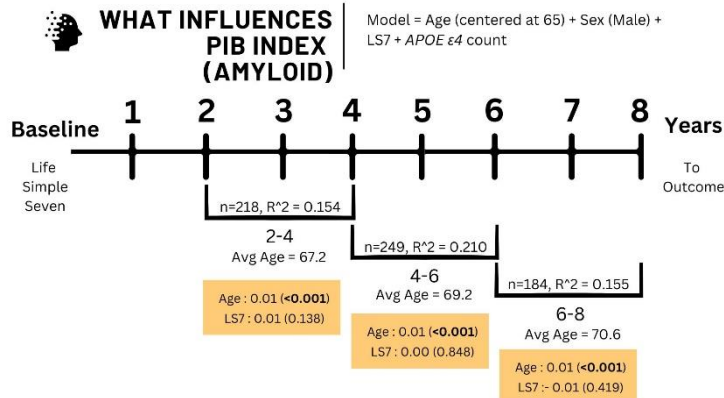 WHAT INFLUENCES
PIB INDEX
(AMYLOID)
Model = Age (centered at 65) + Sex (Male) +
LS7 + APOE ε4 count
Baseline
1 2 3 4 5 6 7 8
Years
Life
Simple
Seven
To
Outcome
n=218, R^2 = 0.154
2-4
Avg Age = 67.2
Age : 0.01 (<0.001)
LS7 : 0.01 (0.138)
n=249, R^2 = 0.210
4-6
Avg Age = 69.2
Age : 0.01 (<0.001)
LS7 : 0.00 (0.848)
n=184, R^2 = 0.155
6-8
Avg Age = 70.6
Age : 0.01 (<0.001)
LS7 :- 0.01 (0.419)